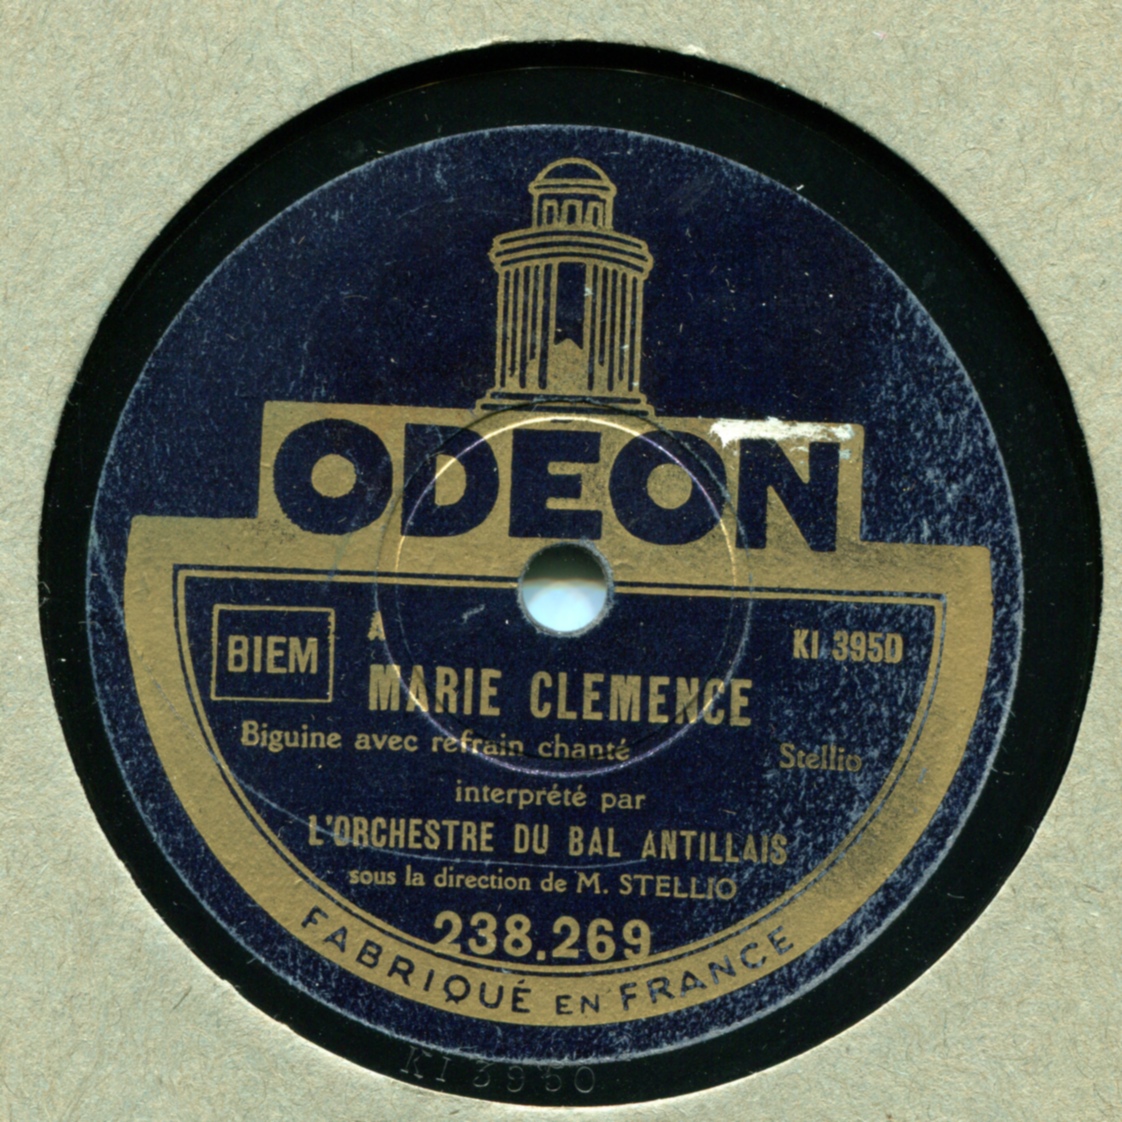 ODEON
BIEM
A
KI 3950
MARIE CLEMENCE
Biguine avec refrain chanté
Stellio
interprété par
L'ORCHESTRE DU BAL ANTILLAIS
sous la direction de M. STELLIO
238.269
FABRIQUÉ EN FRANCE
KI 3950